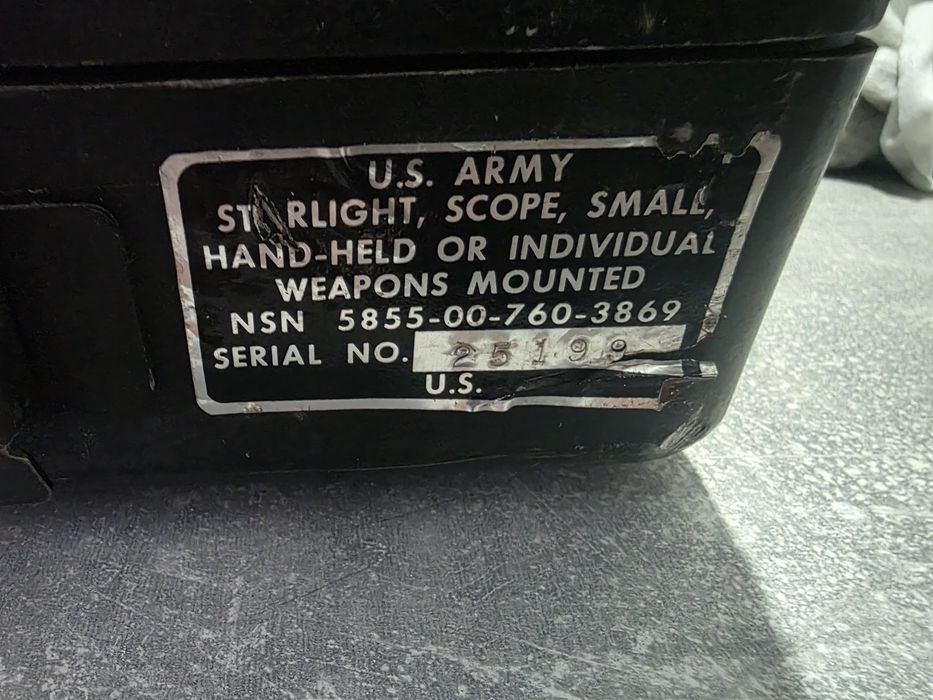 U.S. ARMY
STARLIGHT, SCOPE, SMALL,
HAND-HELD OR INDIVIDUAL
WEAPONS MOUNTED
NSN 5855-00-760-3869
SERIAL NO. 25199
U.S.